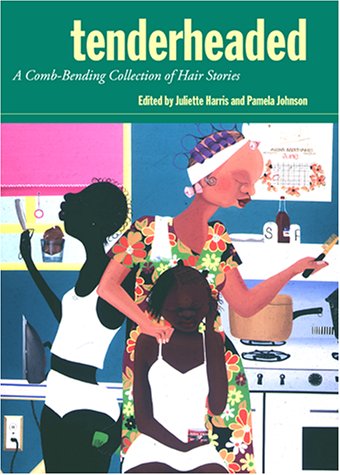 tenderheaded
A Comb-Bending Collection of Hair Stories
Edited by Juliette Harris and Pamela Johnson
S
P